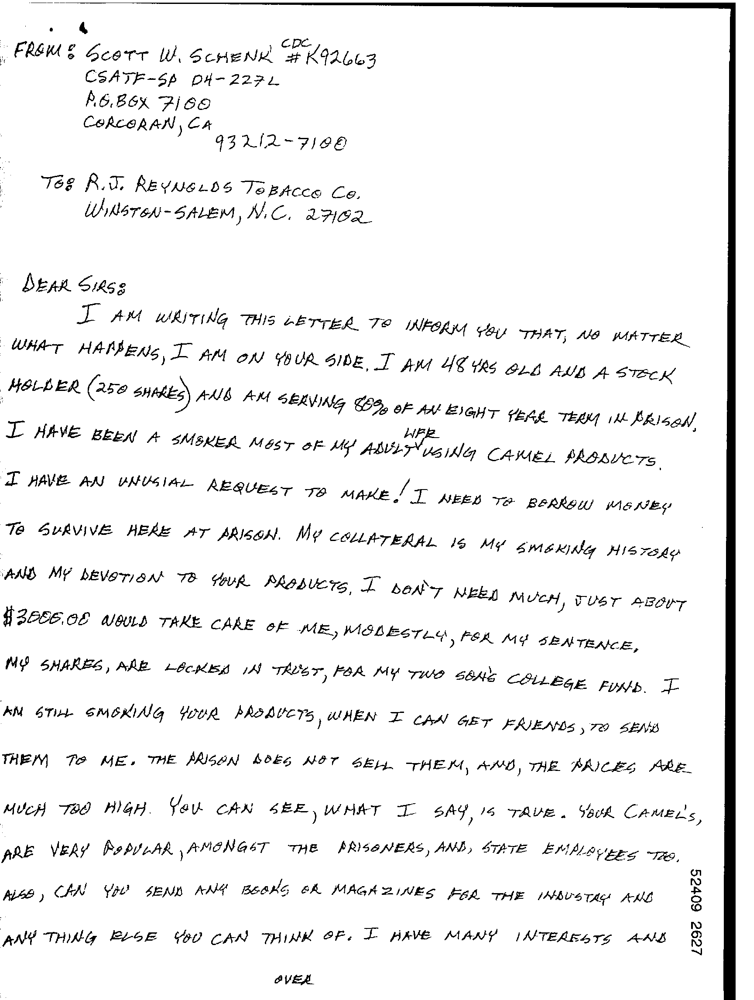 FROM: SCOTT W. SCHENK CDC #K92663
CSATF-SP D4-227L
P.O. BOX 7100
CORCORAN, CA
93212-7100
TO: R.J. REYNOLDS TOBACCO CO.
WINSTON-SALEM, N.C. 27102
DEAR SIRS:
I AM WRITING THIS LETTER TO INFORM YOU THAT, NO MATTER
WHAT HAPPENS, I AM ON YOUR SIDE. I AM 48 YRS OLD AND A STOCK
HOLDER (250 SHARES) AND AM SERVING 80% OF AN EIGHT YEAR TERM IN PRISON.
I HAVE BEEN A SMOKER MOST OF MY ADULT LIFE USING CAMEL PRODUCTS.
I HAVE AN UNUSIAL REQUEST TO MAKE! I NEED TO BORROW MONEY
TO SURVIVE HERE AT PRISON. MY COLLATERAL IS MY SMOKING HISTORY
AND MY DEVOTION TO YOUR PRODUCTS. I DON'T NEED MUCH, JUST ABOUT
$3000.00 WOULD TAKE CARE OF ME, MODESTLY, FOR MY SENTENCE.
MY SHARES, ARE LOCKED IN TRUST, FOR MY TWO SON'S COLLEGE FUND. I
AM STILL SMOKING YOUR PRODUCTS, WHEN I CAN GET FRIENDS, TO SEND
THEM TO ME. THE PRISON DOES NOT SELL THEM, AND, THE PRICES ARE
MUCH TOO HIGH. YOU CAN SEE, WHAT I SAY, IS TRUE. YOUR CAMEL'S,
ARE VERY POPULAR, AMONGST THE PRISONERS, AND, STATE EMPLOYEES TOO.
ALSO, CAN YOU SEND ANY BOOKS OR MAGAZINES FOR THE INDUSTRY AND
ANY THING ELSE YOU CAN THINK OF. I HAVE MANY INTERESTS AND
OVER
52409 2627